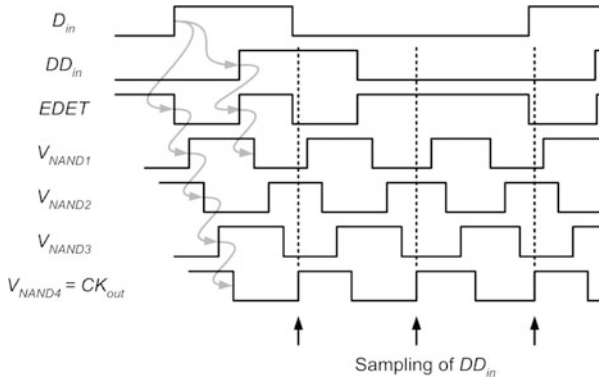 D_in
DD_in
EDET
V_NAND1
V_NAND2
V_NAND3
V_NAND4 = CK_out
Sampling of DD_in